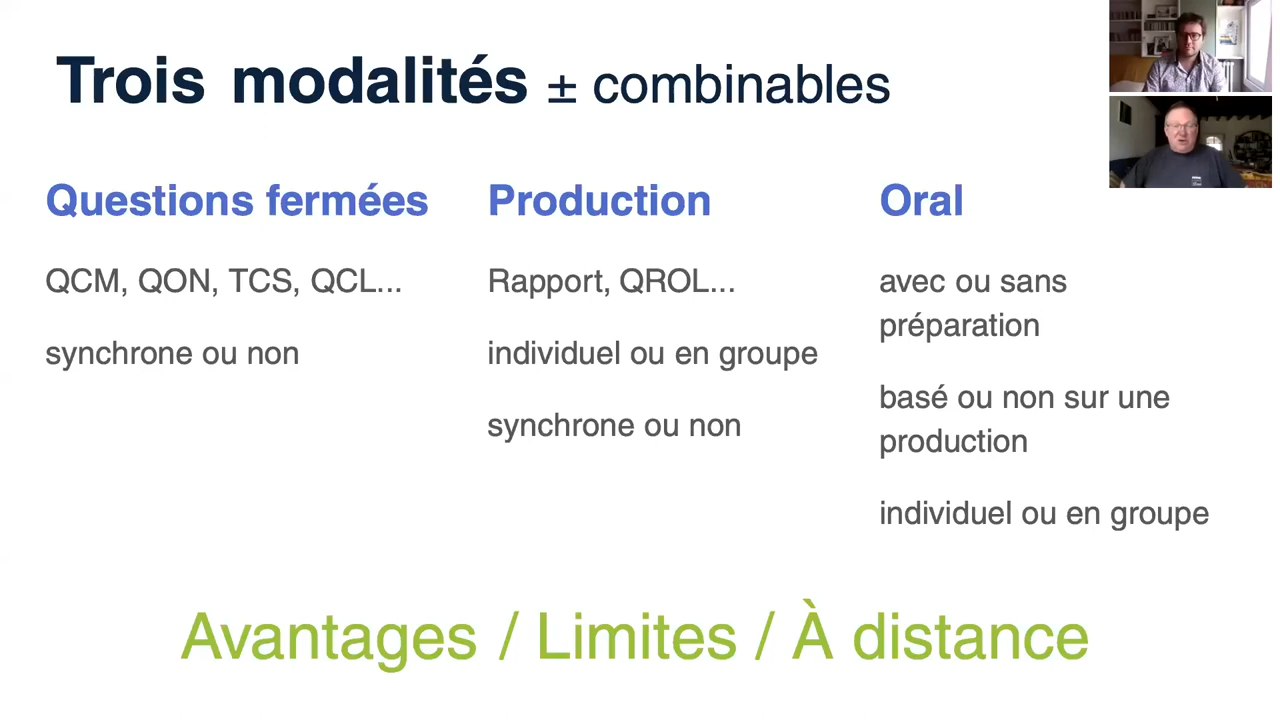 Trois modalités ± combinables
Questions fermées
QCM, QON, TCS, QCL...
synchrone ou non
Production
Rapport, QROL...
individuel ou en groupe
synchrone ou non
Oral
avec ou sans
préparation
basé ou non sur une
production
individuel ou en groupe
Avantages / Limites / À distance